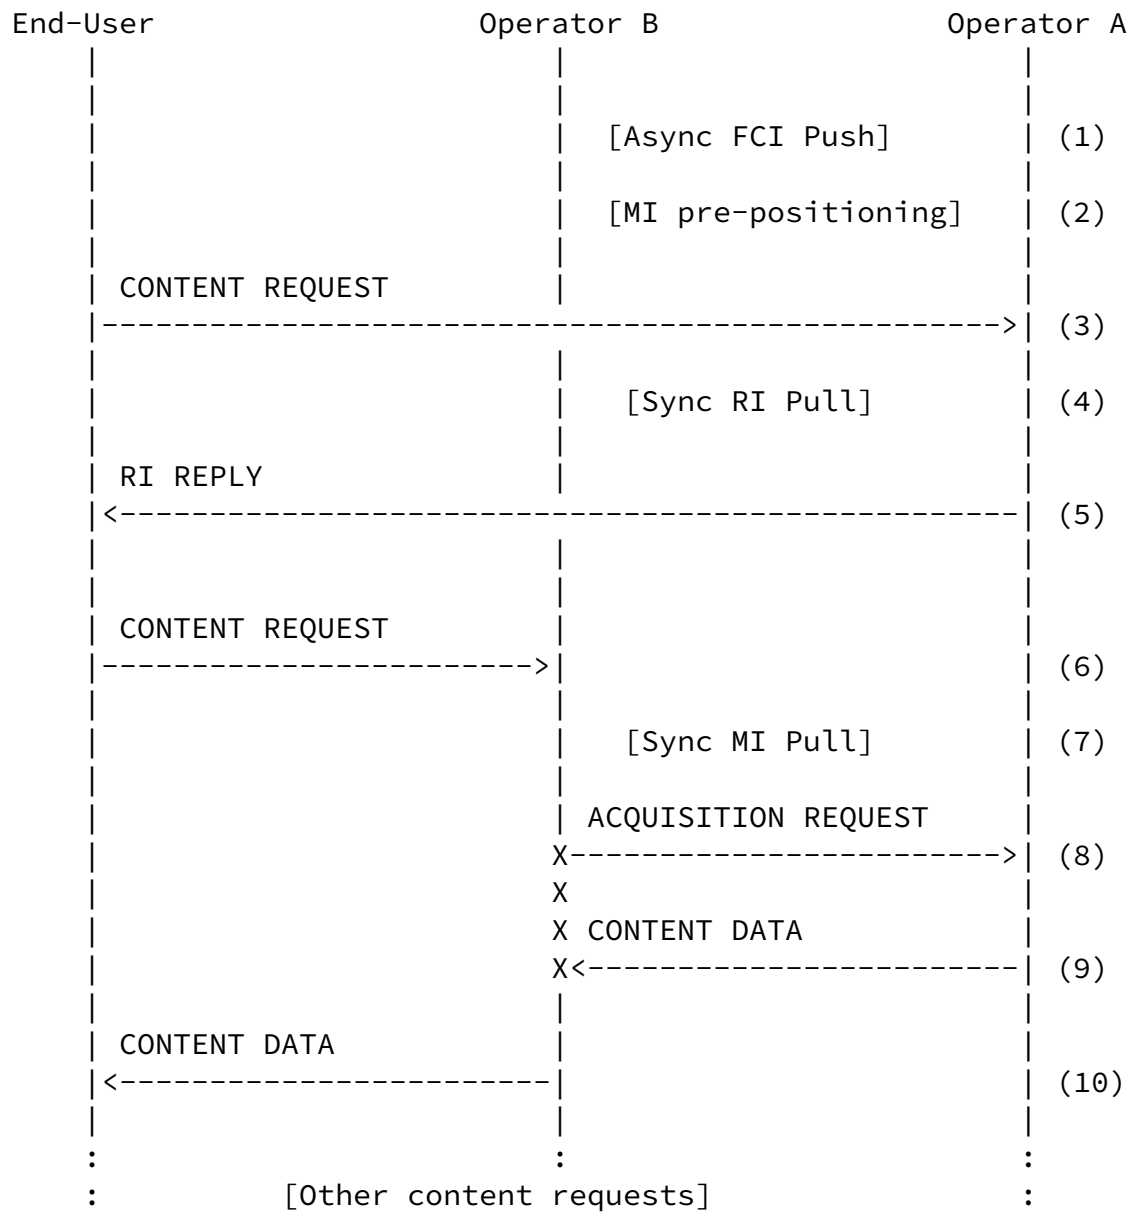 End-User Operator B Operator A
[Async FCI Push] (1)
[MI pre-positioning] (2)
CONTENT REQUEST
(3)
[Sync RI Pull] (4)
RI REPLY
(5)
CONTENT REQUEST
(6)
[Sync MI Pull] (7)
ACQUISITION REQUEST
X (8)
X
X CONTENT DATA
X (9)
CONTENT DATA
(10)
: : :
: [Other content requests] :